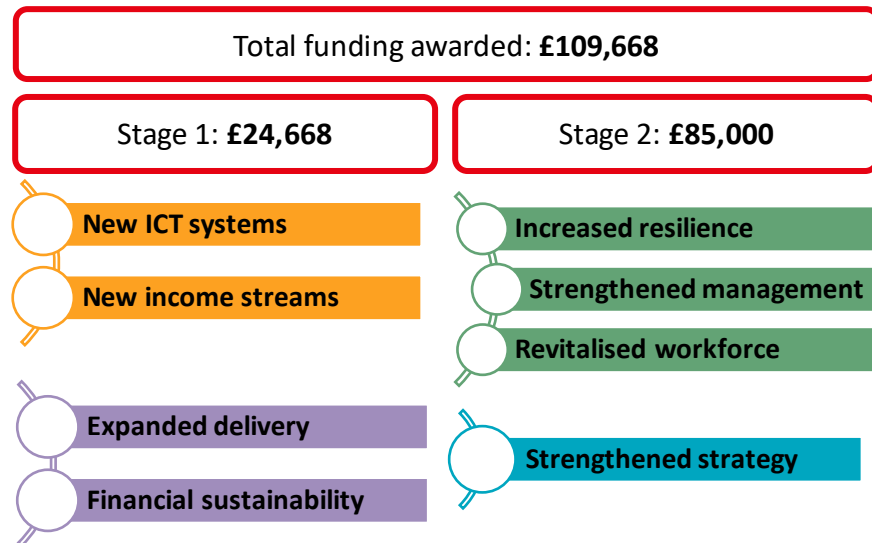 Total funding awarded: £109,668
Stage 1: £24,668
Stage 2: £85,000
New ICT systems
New income streams
Expanded delivery
Financial sustainability
Increased resilience
Strengthened management
Revitalised workforce
Strengthened strategy